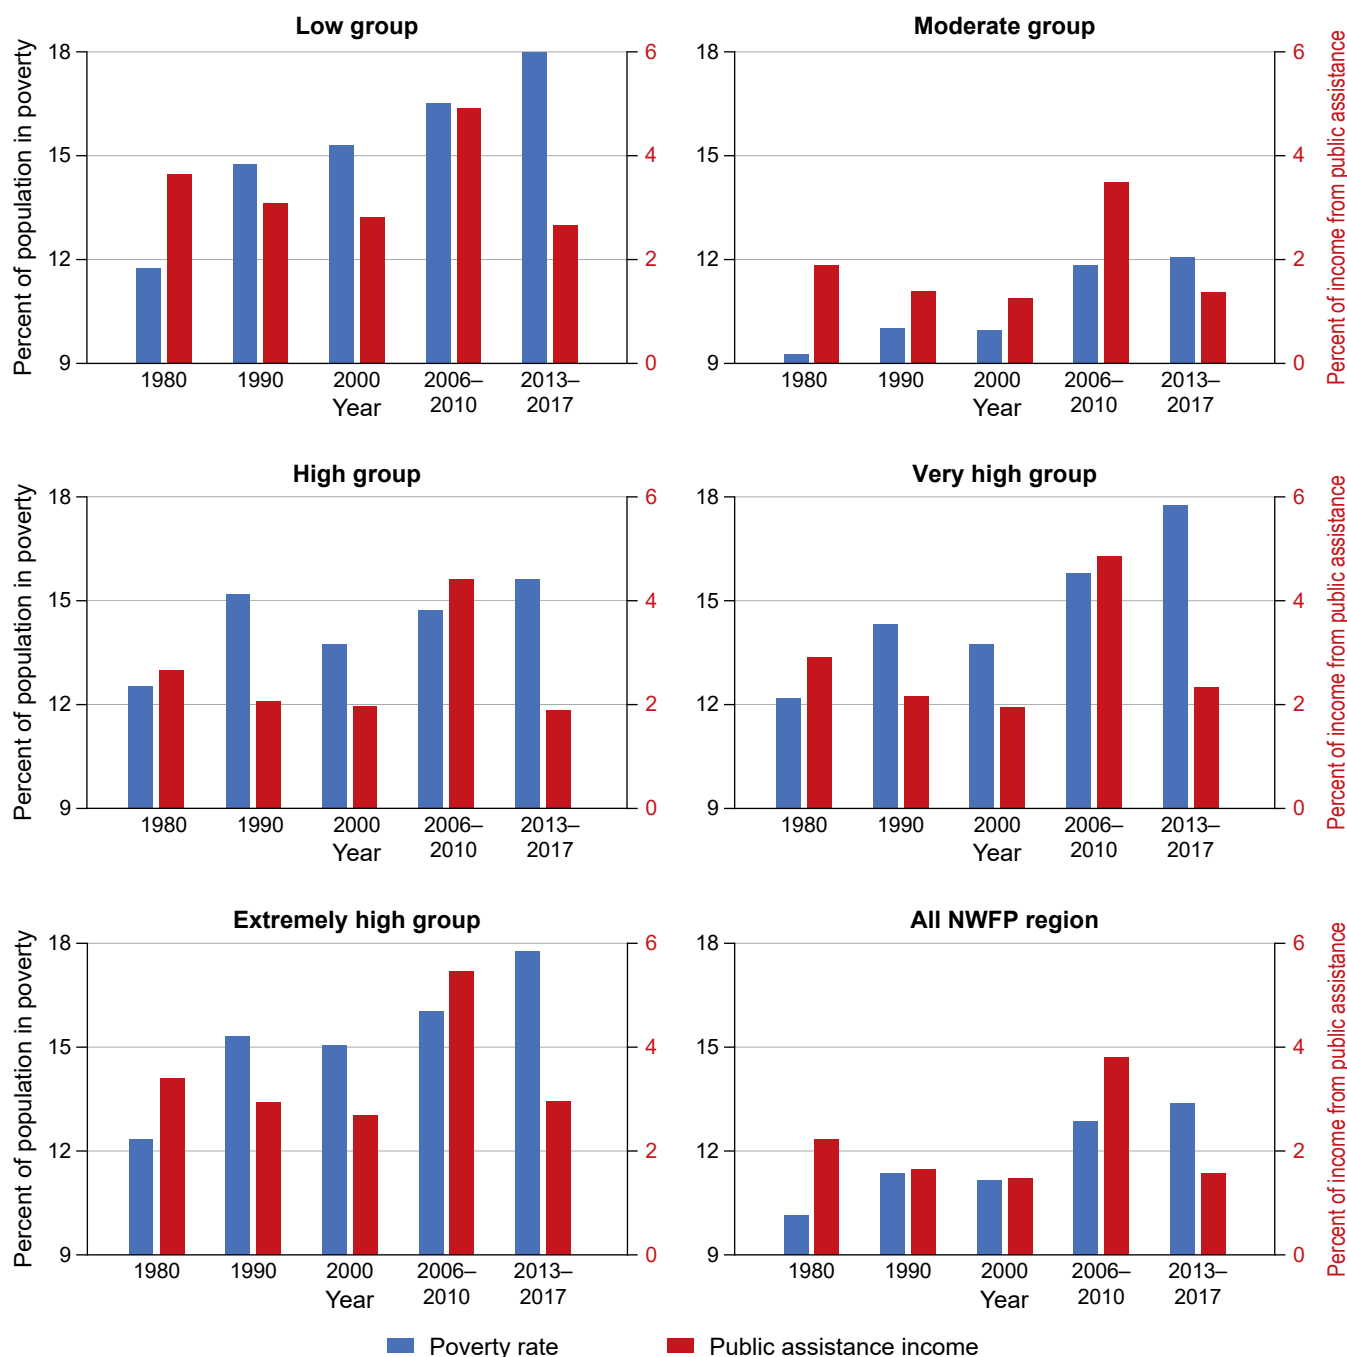 Low group
Percent of population in poverty
18
15
12
9
6
4
2
0
1980 1990 2000 2006– 2013–
2010 2017
Year
Moderate group
18
15
12
9
6
4
2
0
Percent of income from public assistance
1980 1990 2000 2006– 2013–
2010 2017
Year
High group
Percent of population in poverty
18
15
12
9
6
4
2
0
1980 1990 2000 2006– 2013–
2010 2017
Year
Very high group
18
15
12
9
6
4
2
0
Percent of income from public assistance
1980 1990 2000 2006– 2013–
2010 2017
Year
Extremely high group
Percent of population in poverty
18
15
12
9
6
4
2
0
1980 1990 2000 2006– 2013–
2010 2017
Year
All NWFP region
18
15
12
9
6
4
2
0
Percent of income from public assistance
1980 1990 2000 2006– 2013–
2010 2017
Year
Poverty rate
Public assistance income